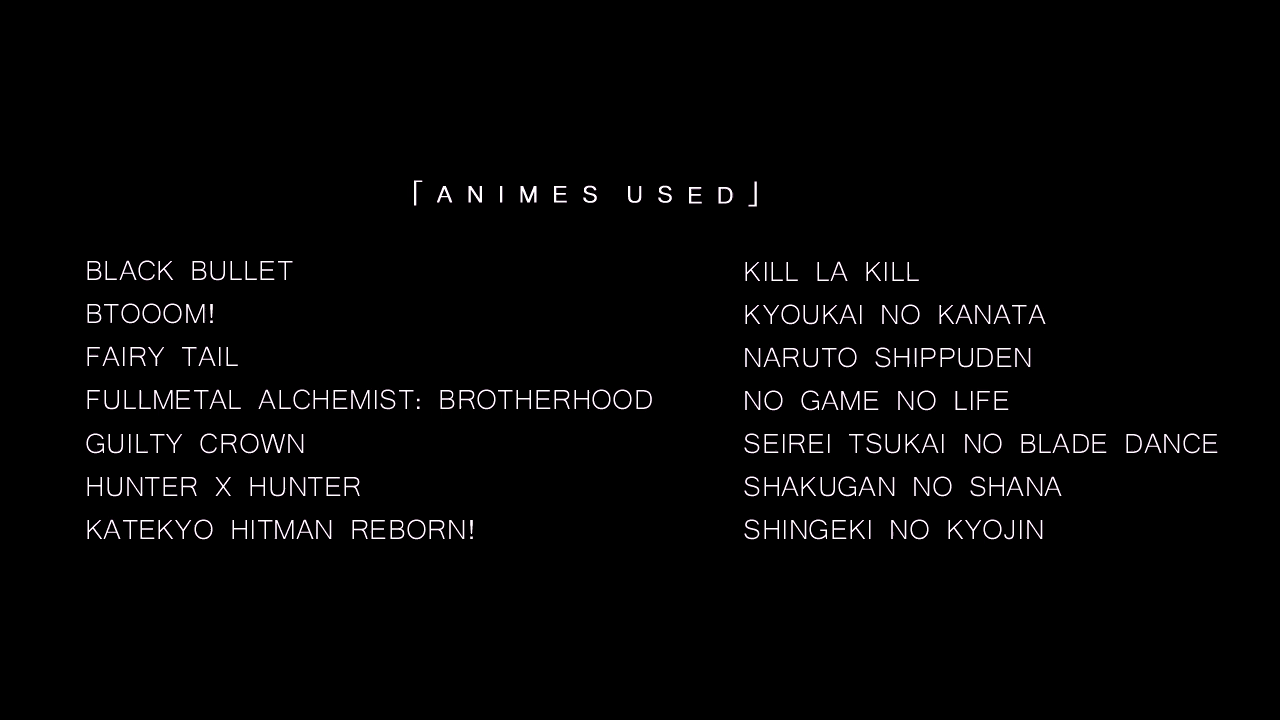 「ANIMES USED」
BLACK BULLET
BTOOOM!
FAIRY TAIL
FULLMETAL ALCHEMIST: BROTHERHOOD
GUILTY CROWN
HUNTER X HUNTER
KATEKYO HITMAN REBORN!
KILL LA KILL
KYOUKAI NO KANATA
NARUTO SHIPPUDEN
NO GAME NO LIFE
SEIREI TSUKAI NO BLADE DANCE
SHAKUGAN NO SHANA
SHINGEKI NO KYOJIN